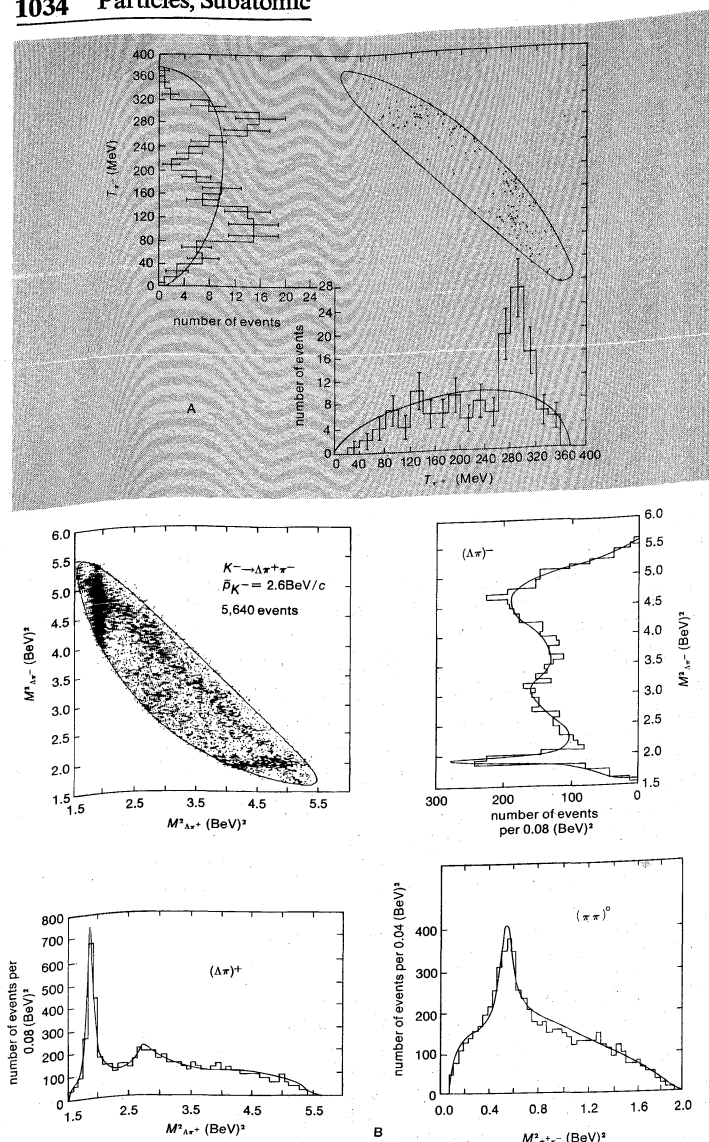 1034 Particles, Subatomic
400
360
320
280
240
200
160
120
80
40
0
T π⁻ (MeV)
0 4 8 12 16 20 24
number of events
A
28
24
20
16
12
8
4
0
number of events
0 40 80 120 160 200 240 280 320 360 400
T π⁺ (MeV)
6.0
5.5
5.0
4.5
4.0
3.5
3.0
2.5
2.0
1.5
M²Λπ⁻ (BeV)²
K⁻→Λπ⁺π⁻
p̄K⁻ = 2.6BeV/c
5,640 events
1.5 2.5 3.5 4.5 5.5
M²Λπ⁺ (BeV)²
(Λπ)⁻
6.0
5.0
4.5
3.5
3.0
2.5
2.0
1.5
M²Λπ⁻ (BeV)²
300 200 100 0
number of events
per 0.08 (BeV)²
800
700
600
500
400
300
200
100
0
number of events per
0.08 (BeV)²
(Λπ)⁺
1.5 2.5 3.5 4.5 5.6
M²Λπ⁺ (BeV)²
400
300
200
100
0
number of events per 0.04 (BeV)²
(ππ)°
0.0 0.4 0.8 1.2 1.6 2.0
M²π⁺π⁻ (BeV)²
B